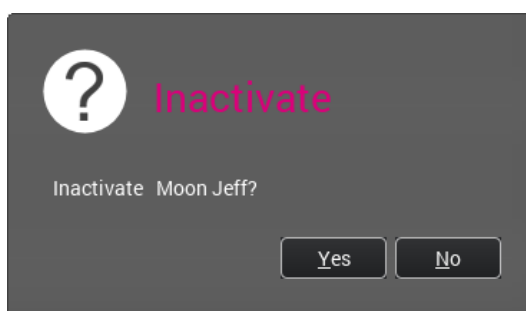 ?
Inactivate
Inactivate Moon Jeff?
Yes No